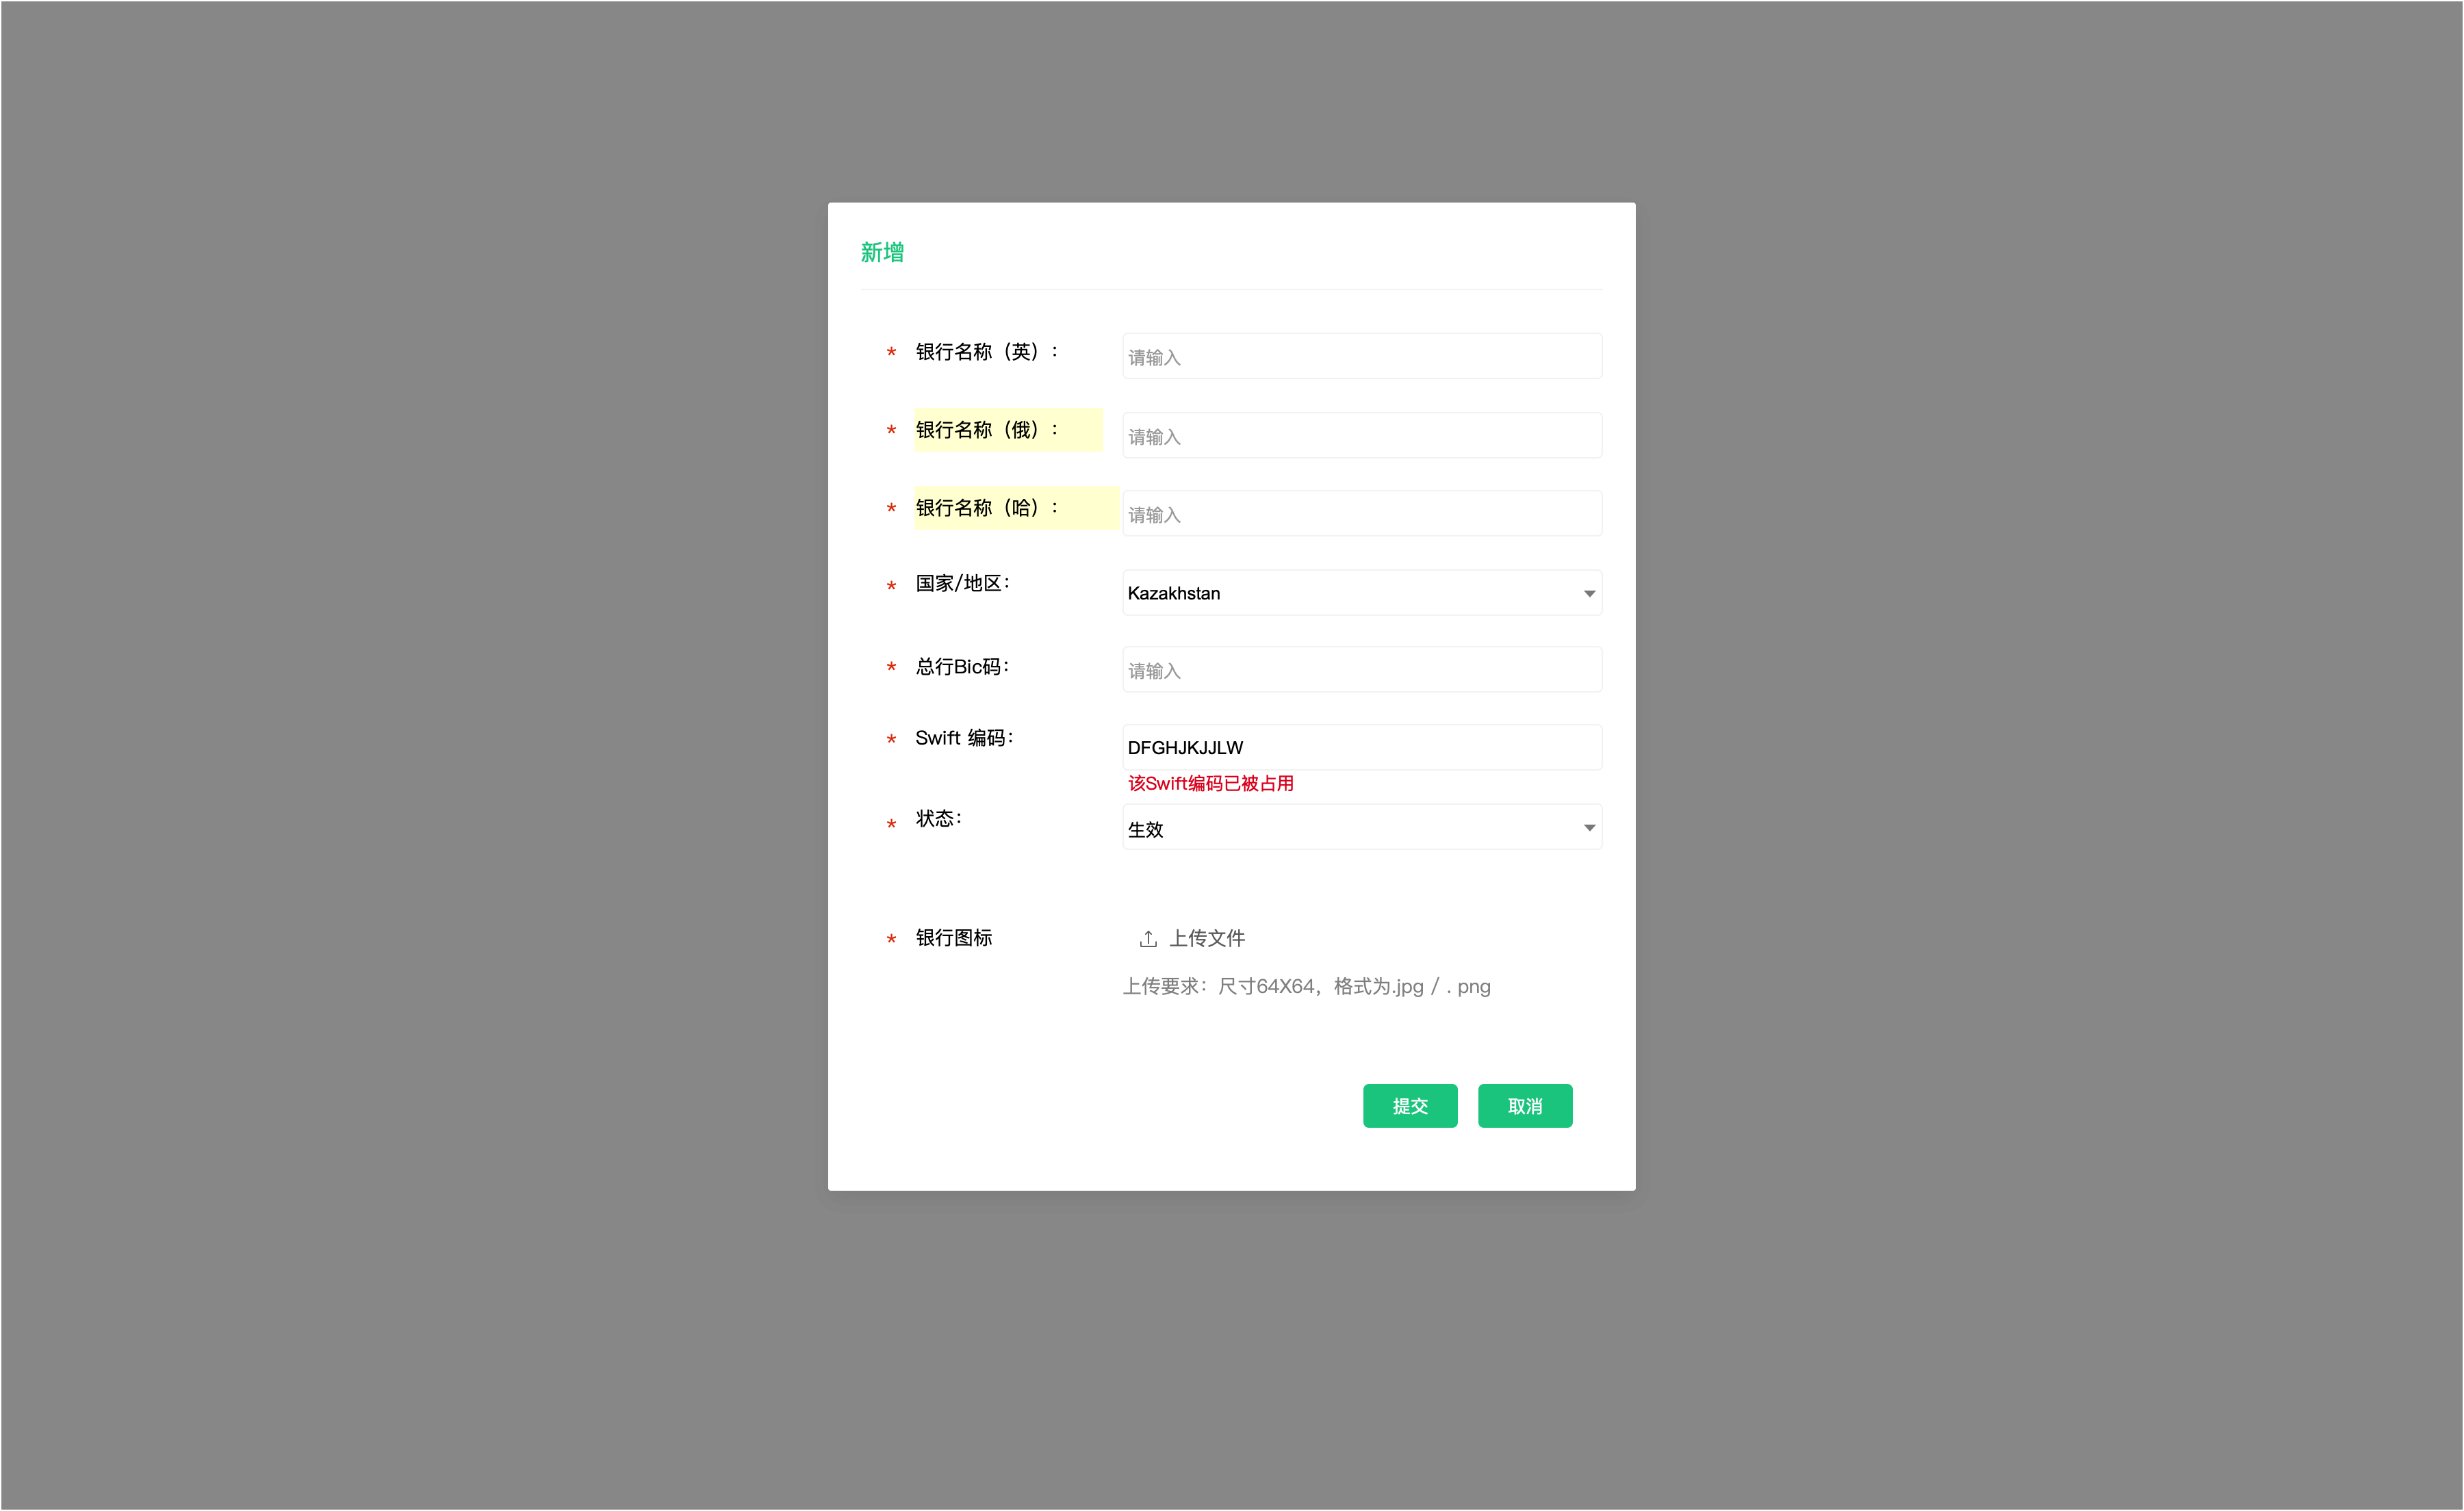 新增
* 银行名称（英）： 请输入
* 银行名称（俄）： 请输入
* 银行名称（哈）： 请输入
* 国家/地区： Kazakhstan
* 总行Bic码： 请输入
* Swift 编码： DFGHJKJJLW
该Swift编码已被占用
* 状态： 生效
* 银行图标 上传文件
上传要求：尺寸64X64，格式为.jpg / . png
提交 取消